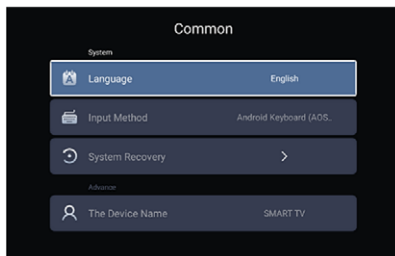 Common
System
Language English
Input Method Android Keyboard (AOS..
System Recovery
Advance
The Device Name SMART TV